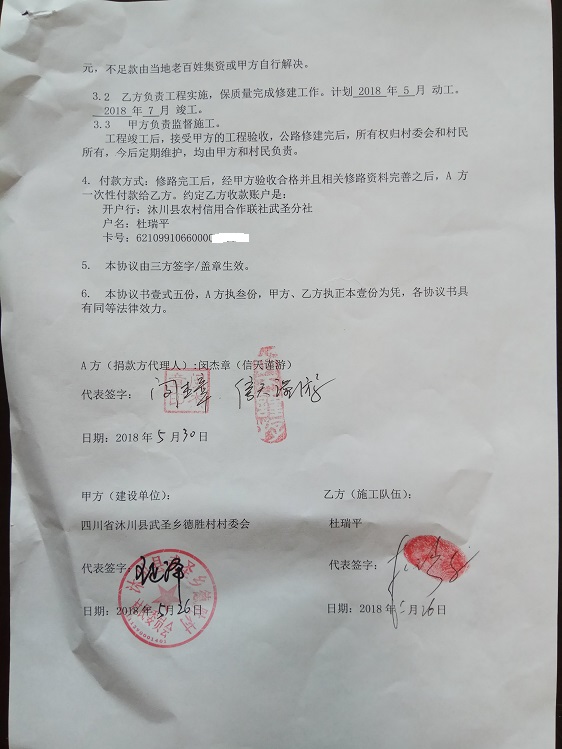 元，不足款由当地老百姓集资或甲方自行解决。
3.2 乙方负责工程实施，保质量完成修建工作。计划 2018 年 5 月 动工。
2018 年 7 月 竣工。
3.3 甲方负责监督施工。
工程竣工后，接受甲方的工程验收，公路修建完后，所有权归村委会和村民
所有，今后定期维护，均由甲方和村民负责。
4. 付款方式：修路完工后，经甲方验收合格并且相关修路资料完善之后，A 方
一次性付款给乙方。约定乙方收款账户是：
开户行：沐川县农村信用合作联社武圣分社
户名：杜瑞平
卡号：62109910660000
5. 本协议由三方签字/盖章生效。
6. 本协议书壹式五份，A 方执叁份，甲方、乙方执正本壹份为凭，各协议书具
有同等法律效力。
A 方（捐款方代理人）:闵杰章（信天谨游）
代表签字： 闵杰章 信天谨游
日期：2018 年 5 月 30 日
甲方（建设单位）：
四川省沐川县武圣乡德胜村村委会
代表签字：
日期：2018 年 5 月 26 日
乙方（施工队伍）：
杜瑞平
代表签字：
日期：2018 年 5 月 26 日